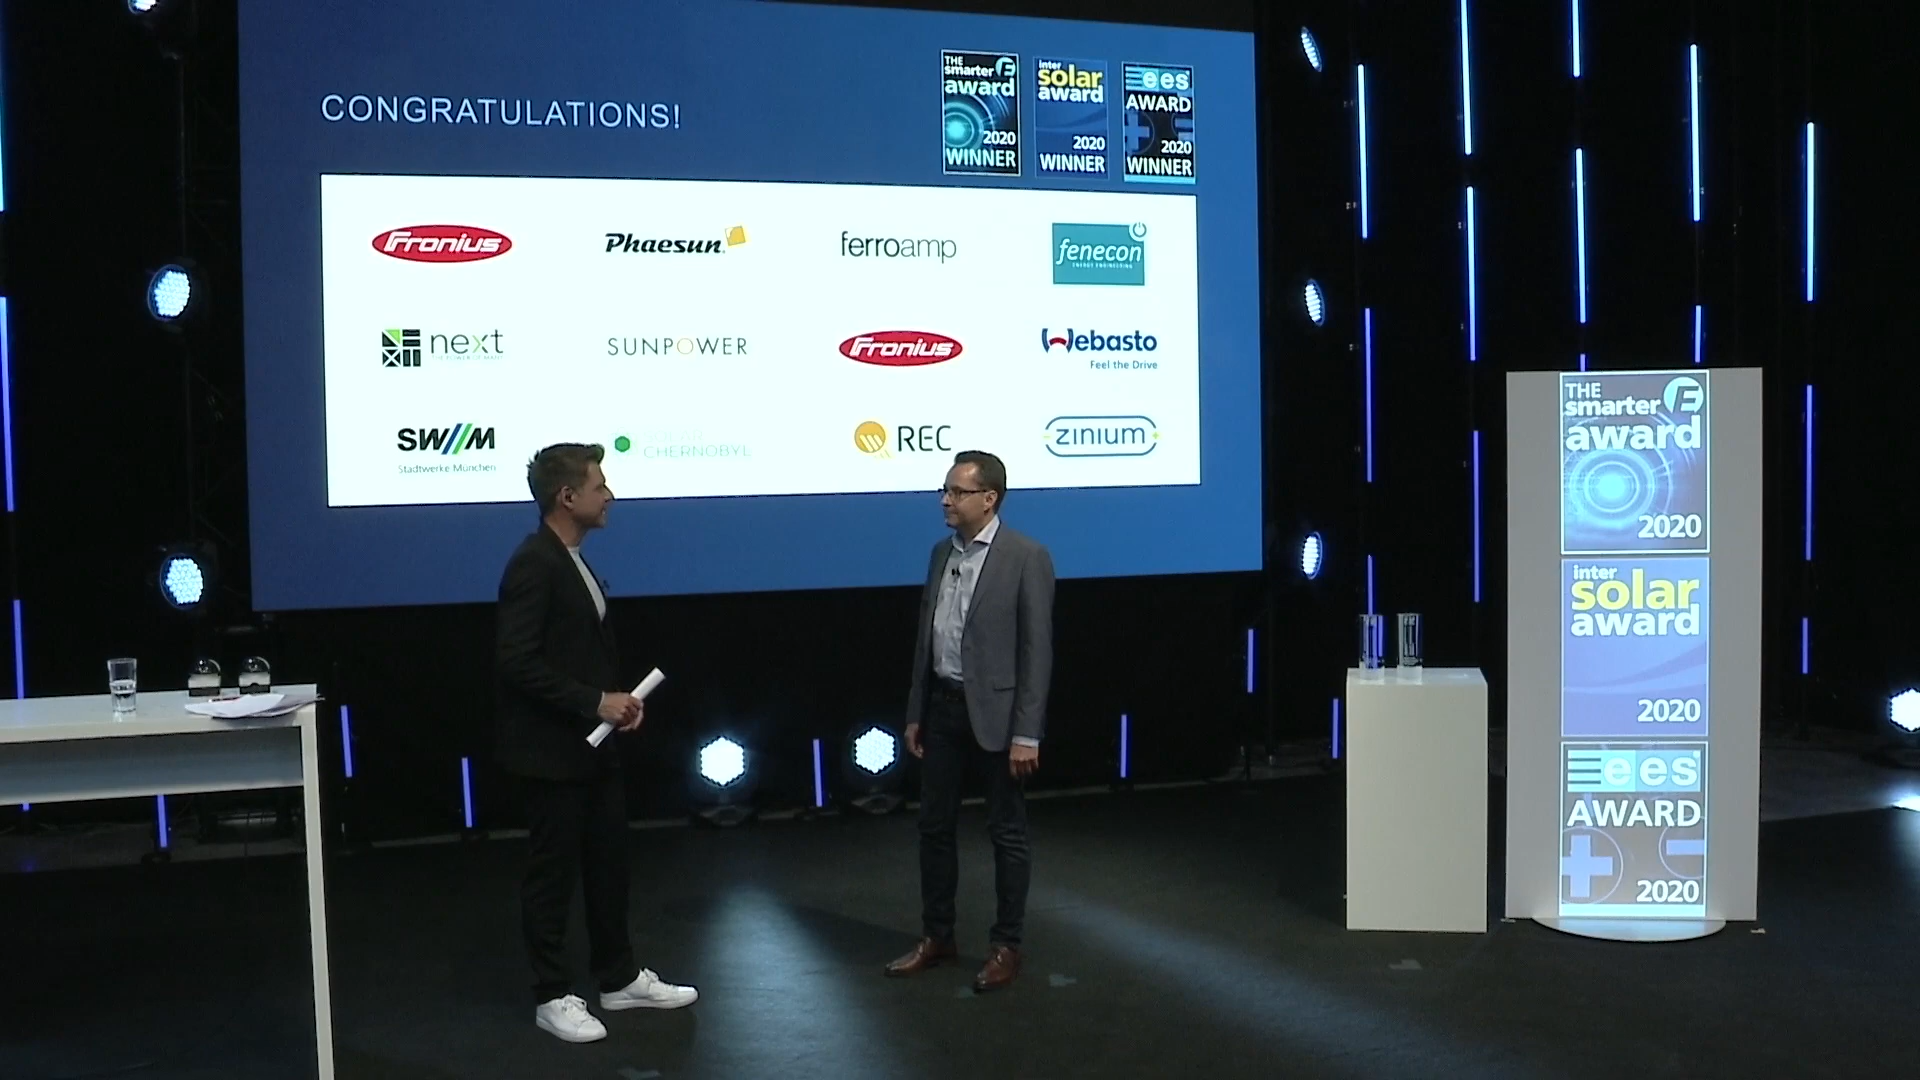 CONGRATULATIONS!
THE
smarter E
award
2020
WINNER
inter
solar
award
2020
WINNER
ees
AWARD
2020
WINNER
Fronius
Phaesun
ferroamp
fenecon
ENERGY ENGINEERING
next
SUNPOWER
Fronius
Webasto
Feel the Drive
SW//M
Stadtwerke München
CHERNOBYL
REC
ZINIUM
THE
smarter E
award
2020
inter
solar
award
2020
ees
AWARD
2020